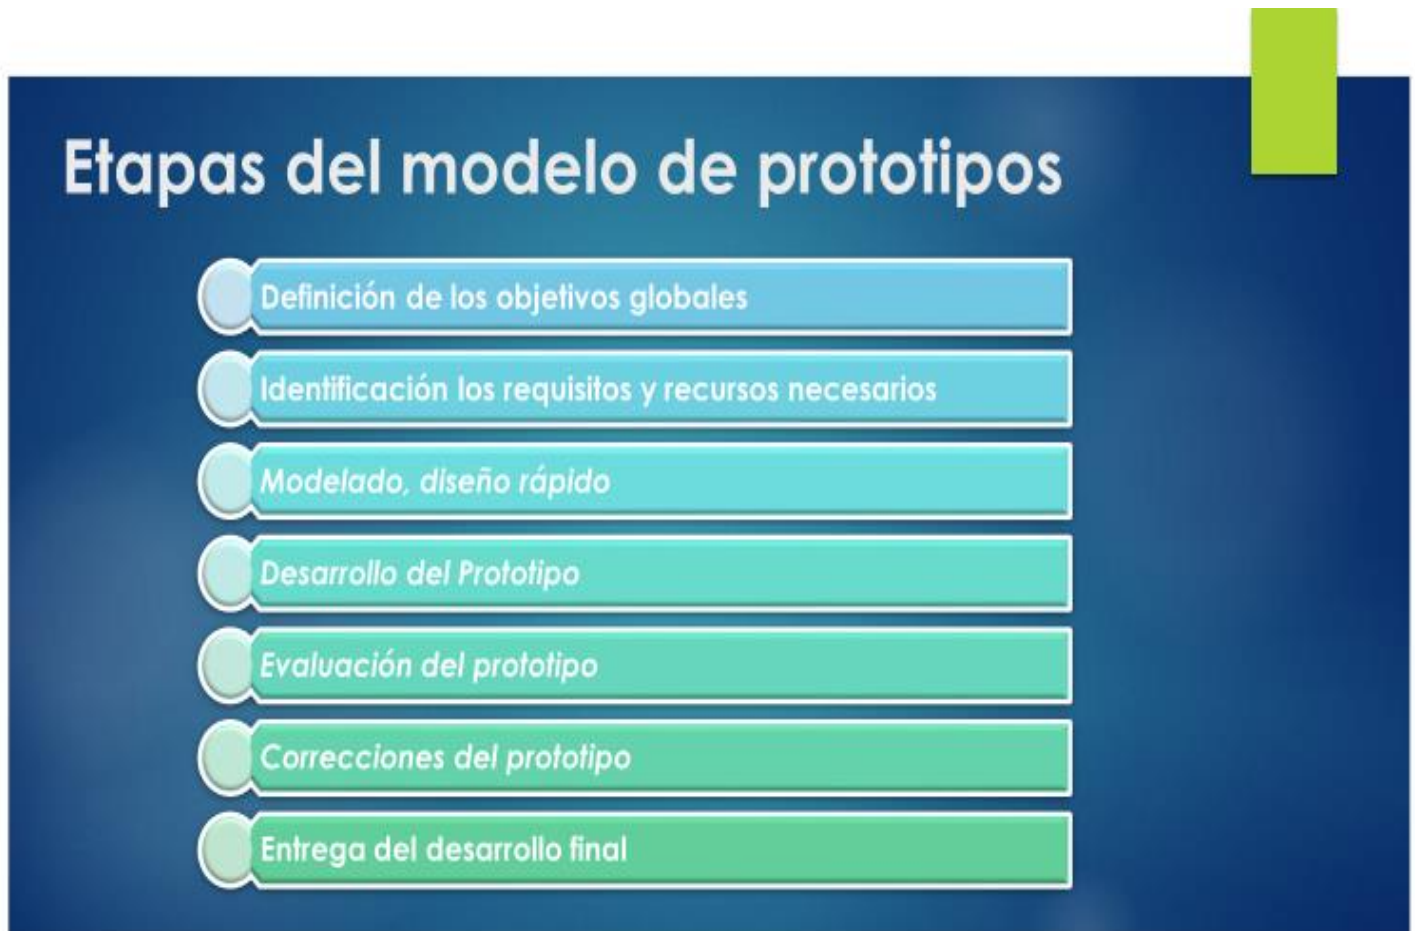 Etapas del modelo de prototipos
Definición de los objetivos globales
Identificación los requisitos y recursos necesarios
Modelado, diseño rápido
Desarrollo del Prototipo
Evaluación del prototipo
Correcciones del prototipo
Entrega del desarrollo final